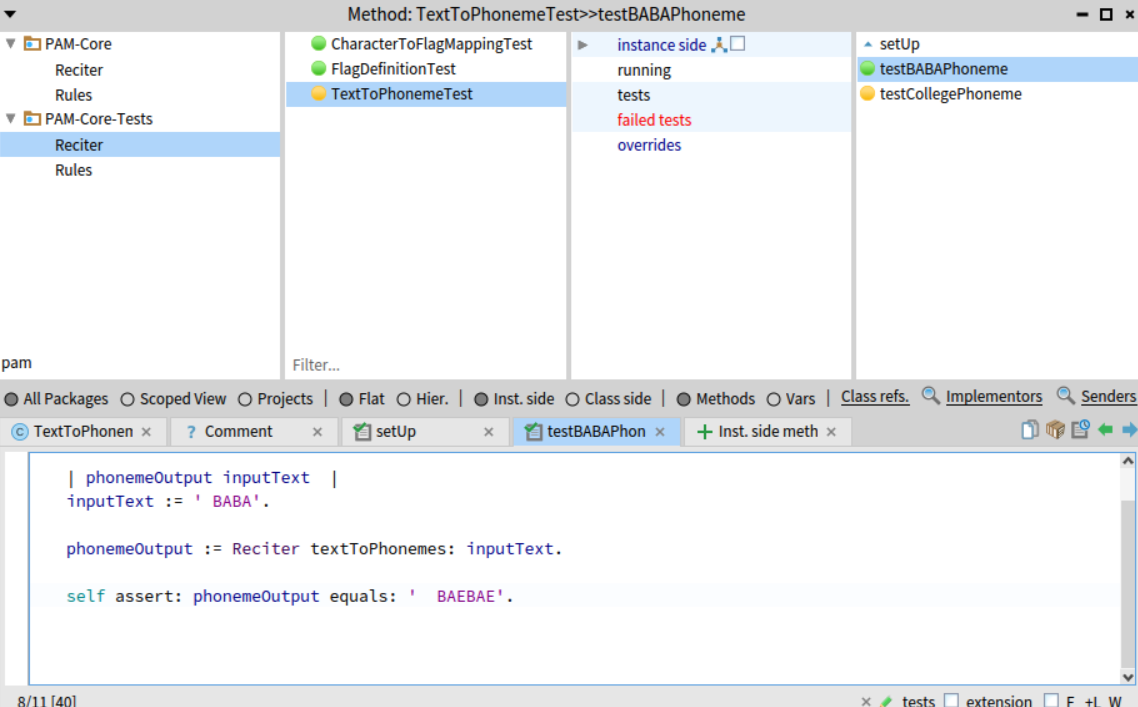 Method: TextToPhonemeTest>>testBABAPhoneme
PAM-Core
Reciter
Rules
PAM-Core-Tests
Reciter
Rules
pam
CharacterToFlagMappingTest
FlagDefinitionTest
TextToPhonemeTest
Filter...
instance side
running
tests
failed tests
overrides
setUp
testBABAPhoneme
testCollegePhoneme
All Packages Scoped View Projects | Flat Hier. | Inst. side Class side | Methods Vars | Class refs. Implementors Senders
TextToPhonen × ? Comment × setUp × testBABAPhon × Inst. side meth ×
| phonemeOutput inputText |
inputText := ' BABA'.
phonemeOutput := Reciter textToPhonemes: inputText.
self assert: phonemeOutput equals: '  BAEBAE'.
8/11 [40] × tests extension F +L W